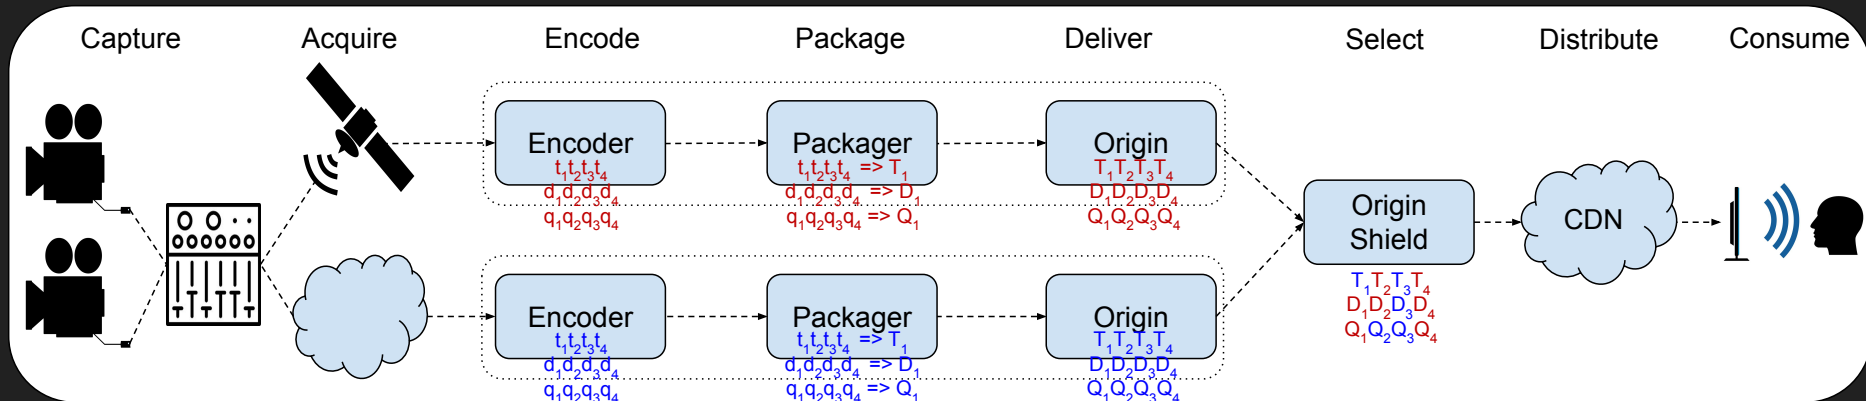 Capture Acquire Encode Package Deliver Select Distribute Consume
Encoder
t₁t₂t₃t₄
d₁d₂d₃d₄
q₁q₂q₃q₄
Packager
t₁t₂t₃t₄ => T₁
d₁d₂d₃d₄ => D₁
q₁q₂q₃q₄ => Q₁
Origin
T₁T₂T₃T₄
D₁D₂D₃D₄
Q₁Q₂Q₃Q₄
Encoder
t₁t₂t₃t₄
d₁d₂d₃d₄
q₁q₂q₃q₄
Packager
t₁t₂t₃t₄ => T₁
d₁d₂d₃d₄ => D₁
q₁q₂q₃q₄ => Q₁
Origin
T₁T₂T₃T₄
D₁D₂D₃D₄
Q₁Q₂Q₃Q₄
Origin
Shield
T₁T₂T₃T₄
D₁D₂D₃D₄
Q₁Q₂Q₃Q₄
CDN